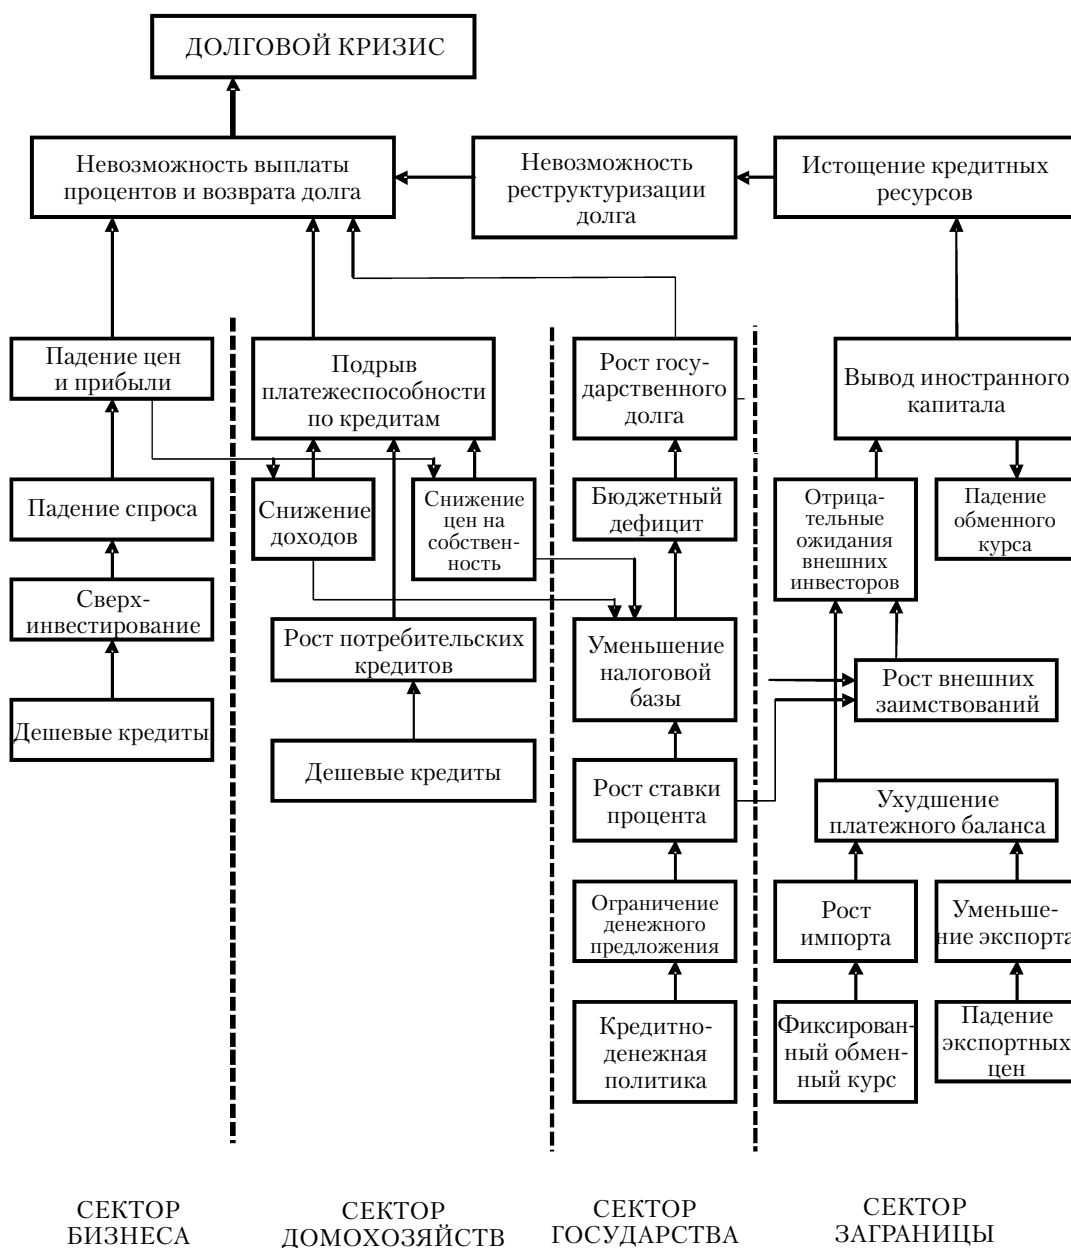 ДОЛГОВОЙ КРИЗИС
Невозможность выплаты
процентов и возврата долга
Невозможность
реструктуризации
долга
Истощение кредитных
ресурсов
Падение цен
и прибыли
Подрыв
платежеспособности
по кредитам
Рост госу-
дарственного
долга
Вывод иностранного
капитала
Падение спроса
Снижение
доходов
Снижение
цен на
собствен-
ность
Бюджетный
дефицит
Отрица-
тельные
ожидания
внешних
инвесторов
Падение
обменного
курса
Сверх-
инвестирование
Рост потребительских
кредитов
Уменьшение
налоговой
базы
Рост внешних
заимствований
Дешевые кредиты
Дешевые кредиты
Рост ставки
процента
Ухудшение
платежного баланса
Ограничение
денежного
предложения
Рост
импорта
Уменьше-
ние экспорта
Кредитно-
денежная
политика
Фиксирован-
ный обмен-
ный курс
Падение
экспортных
цен
СЕКТОР
БИЗНЕСА
СЕКТОР
ДОМОХОЗЯЙСТВ
СЕКТОР
ГОСУДАРСТВА
СЕКТОР
ЗАГРАНИЦЫ